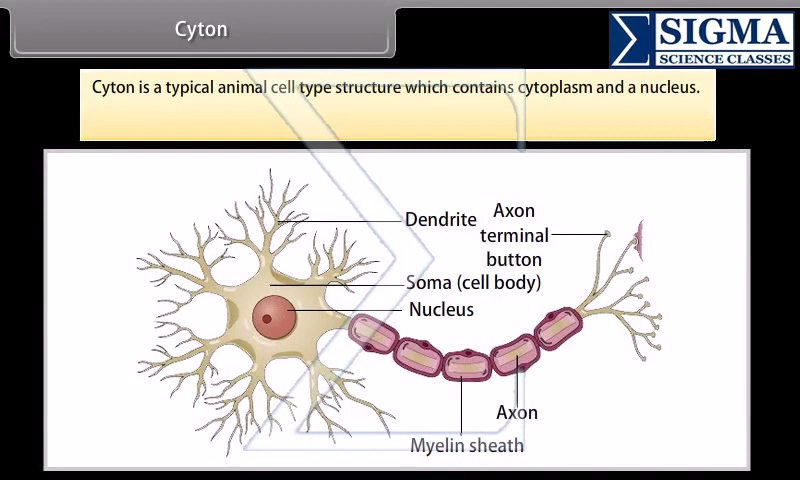 Cyton
SIGMA
SCIENCE CLASSES
Cyton is a typical animal cell type structure which contains cytoplasm and a nucleus.
Dendrite
Axon
terminal
button
Soma (cell body)
Nucleus
Axon
Myelin sheath